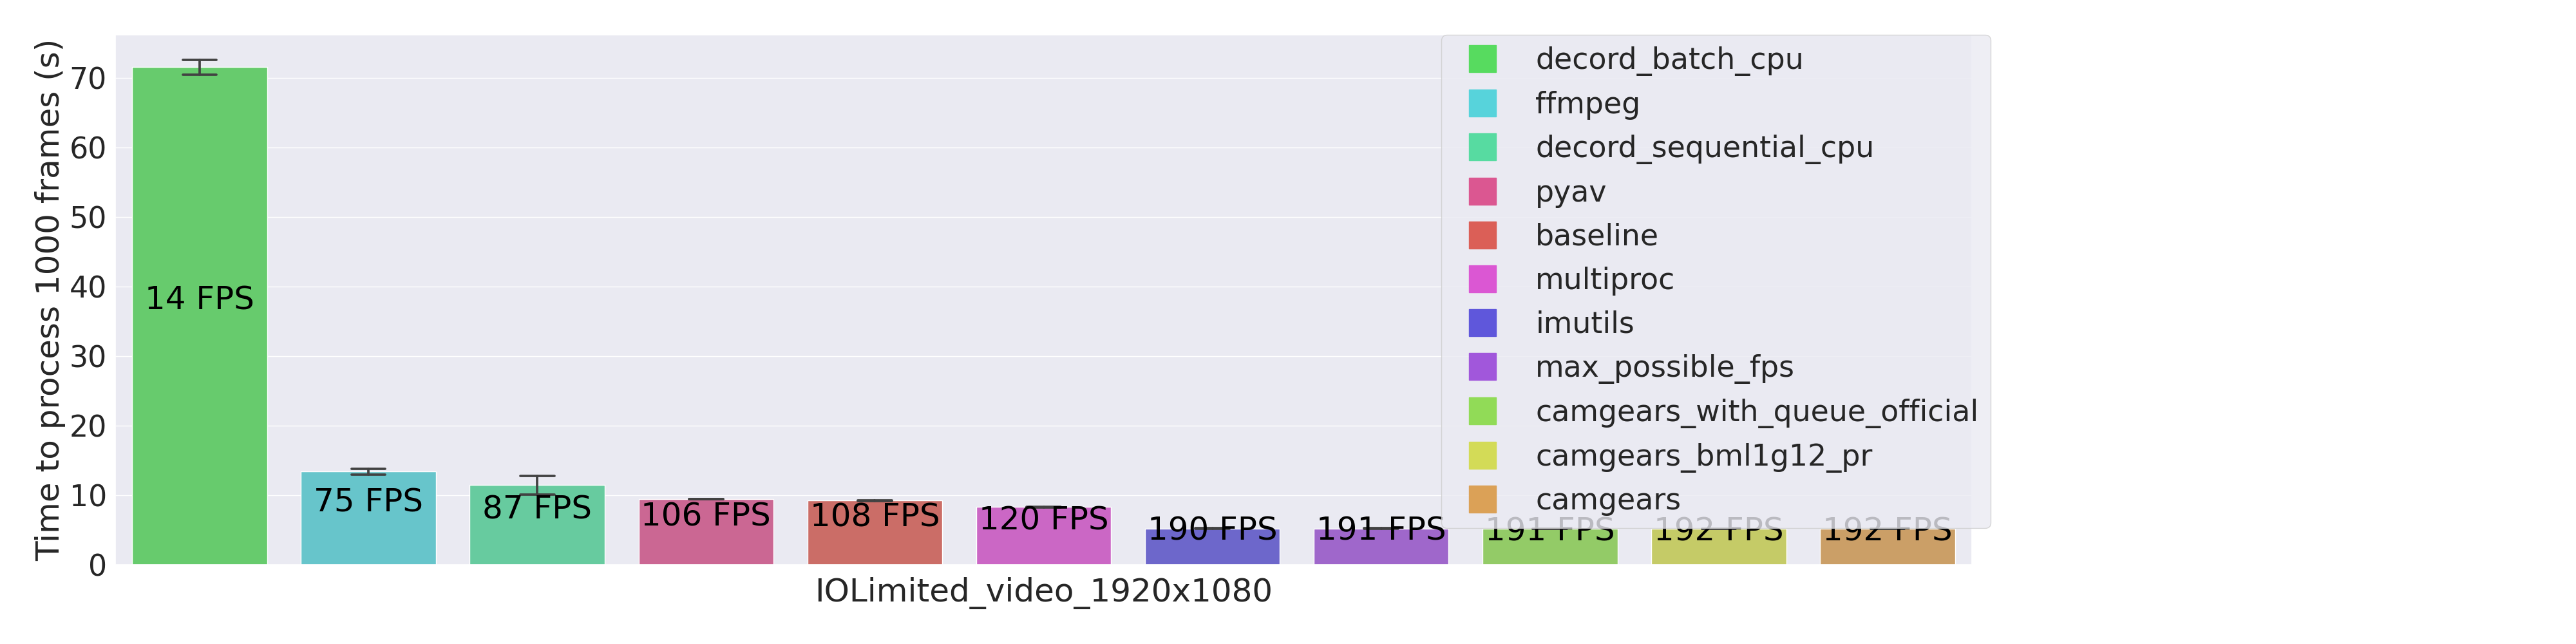 Time to process 1000 frames (s)
70
60
50
40
30
20
10
0
14 FPS
75 FPS
87 FPS
106 FPS
108 FPS
120 FPS
190 FPS
191 FPS
191 FPS
192 FPS
192 FPS
IOLimited_video_1920x1080
decord_batch_cpu
ffmpeg
decord_sequential_cpu
pyav
baseline
multiproc
imutils
max_possible_fps
camgears_with_queue_official
camgears_bml1g12_pr
camgears